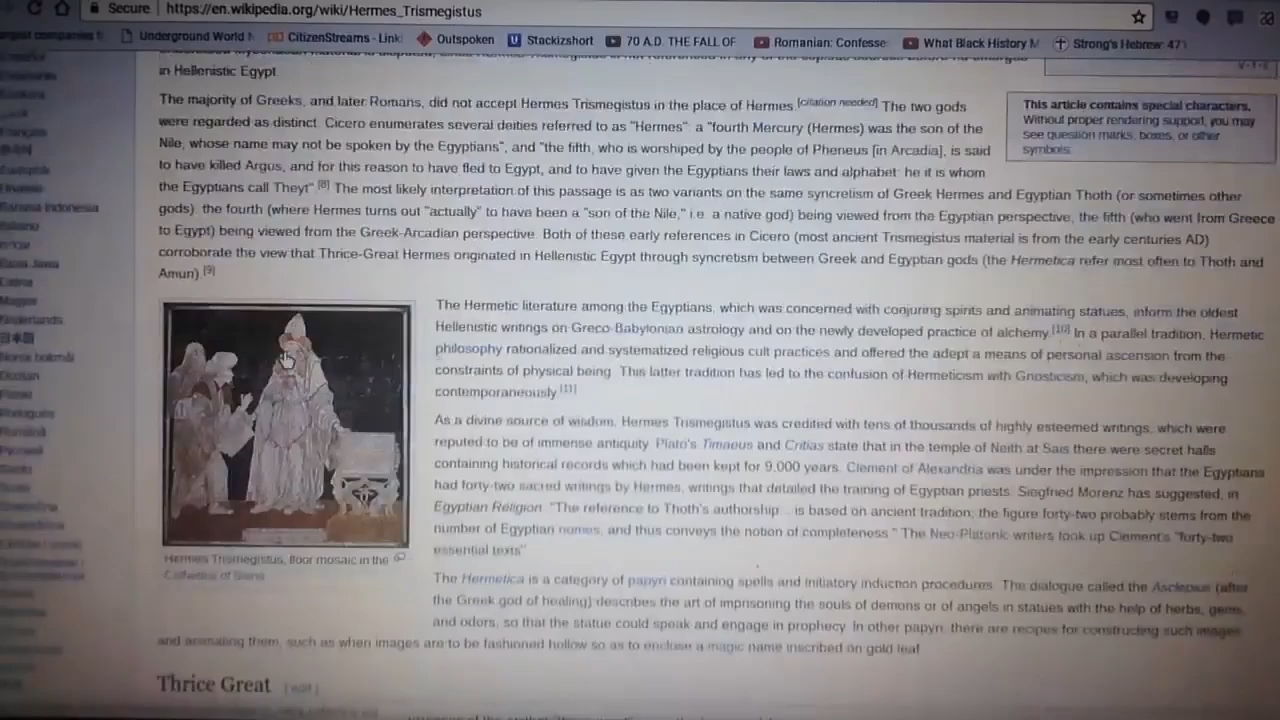 Secure https://en.wikipedia.org/wiki/Hermes_Trismegistus
Underground World CitizenStreams - Link Outspoken Stackizshort 70 A.D. THE FALL OF Romanian: Confesse What Black History M Strong's Hebrew: 47
in Hellenistic Egypt.
The majority of Greeks, and later Romans, did not accept Hermes Trismegistus in the place of Hermes.[citation needed] The two gods
were regarded as distinct. Cicero enumerates several deities referred to as "Hermes": a "fourth Mercury (Hermes) was the son of the
Nile, whose name may not be spoken by the Egyptians", and "the fifth, who is worshiped by the people of Pheneus [in Arcadia], is said
to have killed Argus, and for this reason to have fled to Egypt, and to have given the Egyptians their laws and alphabet: he it is whom
the Egyptians call Theyt".[8] The most likely interpretation of this passage is as two variants on the same syncretism of Greek Hermes and Egyptian Thoth (or sometimes other
gods): the fourth (where Hermes turns out "actually" to have been a "son of the Nile," i.e. a native god) being viewed from the Egyptian perspective, the fifth (who went from Greece
to Egypt) being viewed from the Greek-Arcadian perspective. Both of these early references in Cicero (most ancient Trismegistus material is from the early centuries AD)
corroborate the view that Thrice-Great Hermes originated in Hellenistic Egypt through syncretism between Greek and Egyptian gods (the Hermetica refer most often to Thoth and
Amun).[9]
This article contains special characters.
Without proper rendering support, you may
see question marks, boxes, or other
symbols.
The Hermetic literature among the Egyptians, which was concerned with conjuring spirits and animating statues, inform the oldest
Hellenistic writings on Greco-Babylonian astrology and on the newly developed practice of alchemy.[10] In a parallel tradition, Hermetic
philosophy rationalized and systematized religious cult practices and offered the adept a means of personal ascension from the
constraints of physical being. This latter tradition has led to the confusion of Hermeticism with Gnosticism, which was developing
contemporaneously.[11]
As a divine source of wisdom, Hermes Trismegistus was credited with tens of thousands of highly esteemed writings, which were
reputed to be of immense antiquity. Plato's Timaeus and Critias state that in the temple of Neith at Sais there were secret halls
containing historical records which had been kept for 9,000 years. Clement of Alexandria was under the impression that the Egyptians
had forty-two sacred writings by Hermes, writings that detailed the training of Egyptian priests. Siegfried Morenz has suggested, in
Egyptian Religion: "The reference to Thoth's authorship... is based on ancient tradition; the figure forty-two probably stems from the
number of Egyptian nomes, and thus conveys the notion of completeness." The Neo-Platonic writers took up Clement's "forty-two
essential texts".
The Hermetica is a category of papyri containing spells and initiatory induction procedures. The dialogue called the Asclepius (after
the Greek god of healing) describes the art of imprisoning the souls of demons or of angels in statues with the help of herbs, gems,
and odors, so that the statue could speak and engage in prophecy. In other papyri, there are recipes for constructing such images
and animating them, such as when images are to be fashioned hollow so as to enclose a magic name inscribed on gold leaf.
Hermes Trismegistus, floor mosaic in the
Cathedral of Siena
Thrice Great [edit]
Bahasa Indonesia
Magyar
Nederlands
日本語
Norsk bokmål
Português
Română